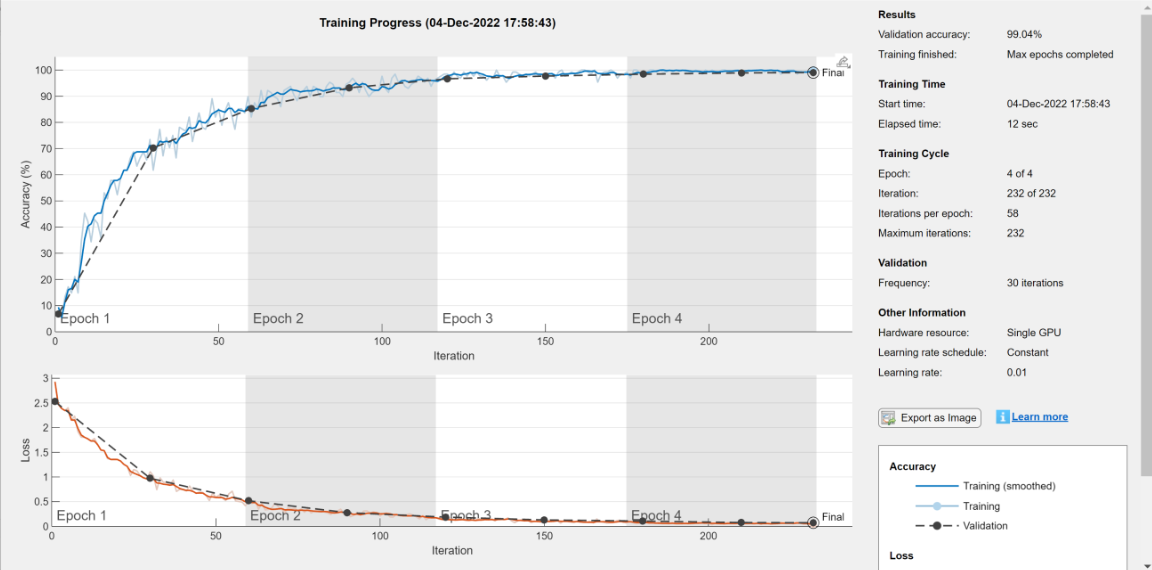 Training Progress (04-Dec-2022 17:58:43)
100
90
80
70
60
50
40
30
20
10
0
Accuracy (%)
Final
Epoch 1
Epoch 2
Epoch 3
Epoch 4
0
50
100
150
200
Iteration
3
2.5
2
1.5
1
0.5
0
Loss
Final
Epoch 1
Epoch 2
Epoch 3
Epoch 4
0
50
100
150
200
Iteration
Results
Validation accuracy: 99.04%
Training finished: Max epochs completed
Training Time
Start time: 04-Dec-2022 17:58:43
Elapsed time: 12 sec
Training Cycle
Epoch: 4 of 4
Iteration: 232 of 232
Iterations per epoch: 58
Maximum iterations: 232
Validation
Frequency: 30 iterations
Other Information
Hardware resource: Single GPU
Learning rate schedule: Constant
Learning rate: 0.01
Export as Image
i Learn more
Accuracy
Training (smoothed)
Training
Validation
Loss